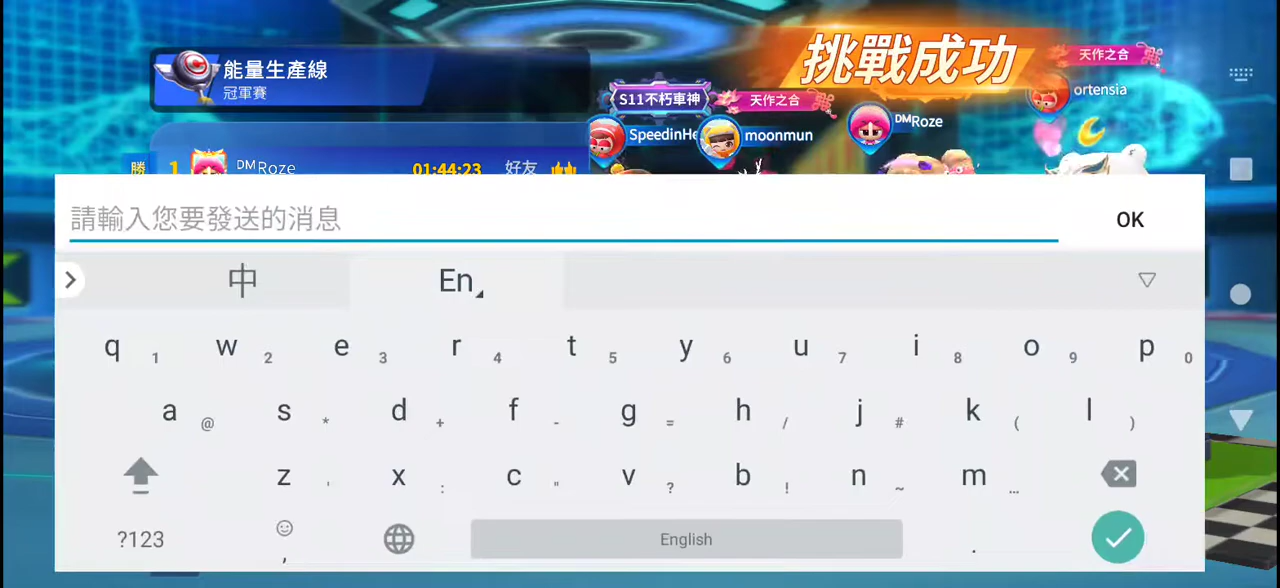 能量生產線
冠軍賽
挑戰成功
天作之合
ortensia
S11不朽車神
天作之合
SpeedinHe
moonmun
DMRoze
勝 1 DMRoze 01:44:23 好友
請輸入您要發送的消息
OK
中 En
q 1 w 2 e 3 r 4 t 5 y 6 u 7 i 8 o 9 p 0
a @ s * d + f - g = h / j # k ( l )
z ' x : c " v ? b ! n ~ m …
?123 , English .